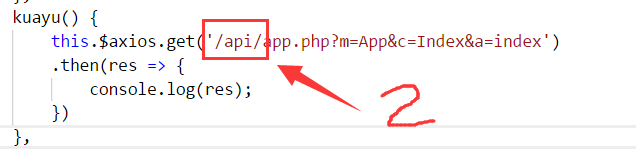 kuayu() {
this.$axios.get('/api/app.php?m=App&c=Index&a=index')
.then(res => {
console.log(res);
})
2
},